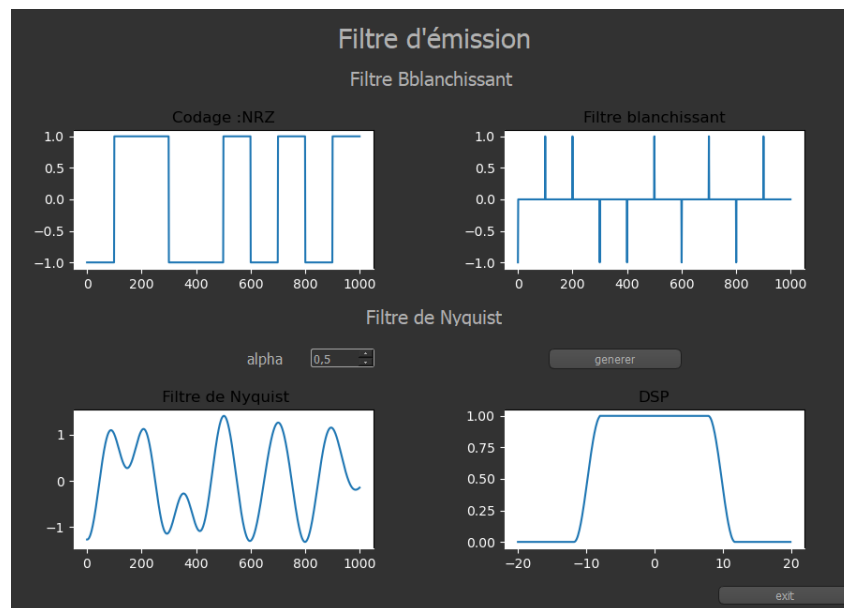 Filtre d'émission
Filtre Bblanchissant
Codage :NRZ
1.0
0.5
0.0
−0.5
−1.0
0 200 400 600 800 1000
Filtre blanchissant
1.0
0.5
0.0
−0.5
−1.0
0 200 400 600 800 1000
Filtre de Nyquist
alpha 0,5 generer
Filtre de Nyquist
1
0
−1
0 200 400 600 800 1000
DSP
1.00
0.75
0.50
0.25
0.00
−20 −10 0 10 20
exit